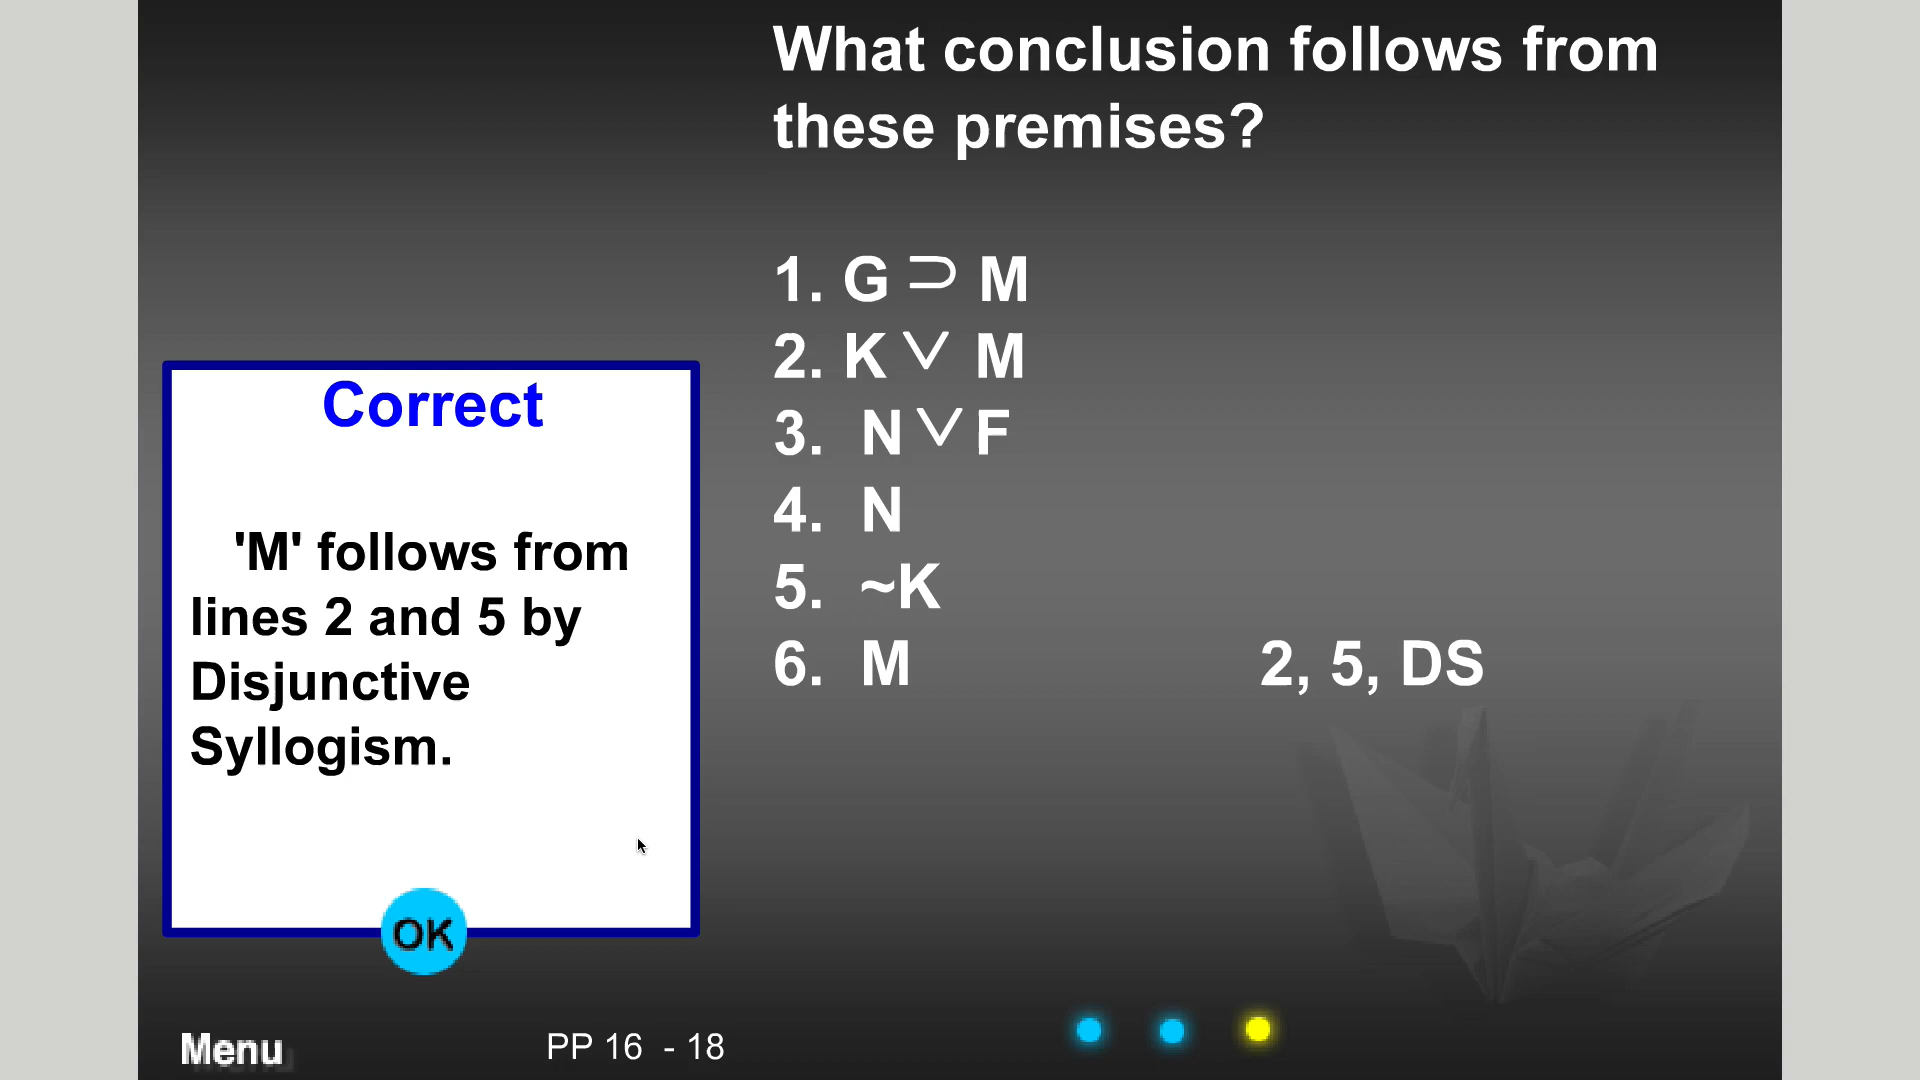 What conclusion follows from
these premises?
1. G ⊃ M
2. K ∨ M
3. N ∨ F
4. N
5. ~K
6. M 2, 5, DS
Correct
'M' follows from
lines 2 and 5 by
Disjunctive
Syllogism.
OK
Menu PP 16 - 18